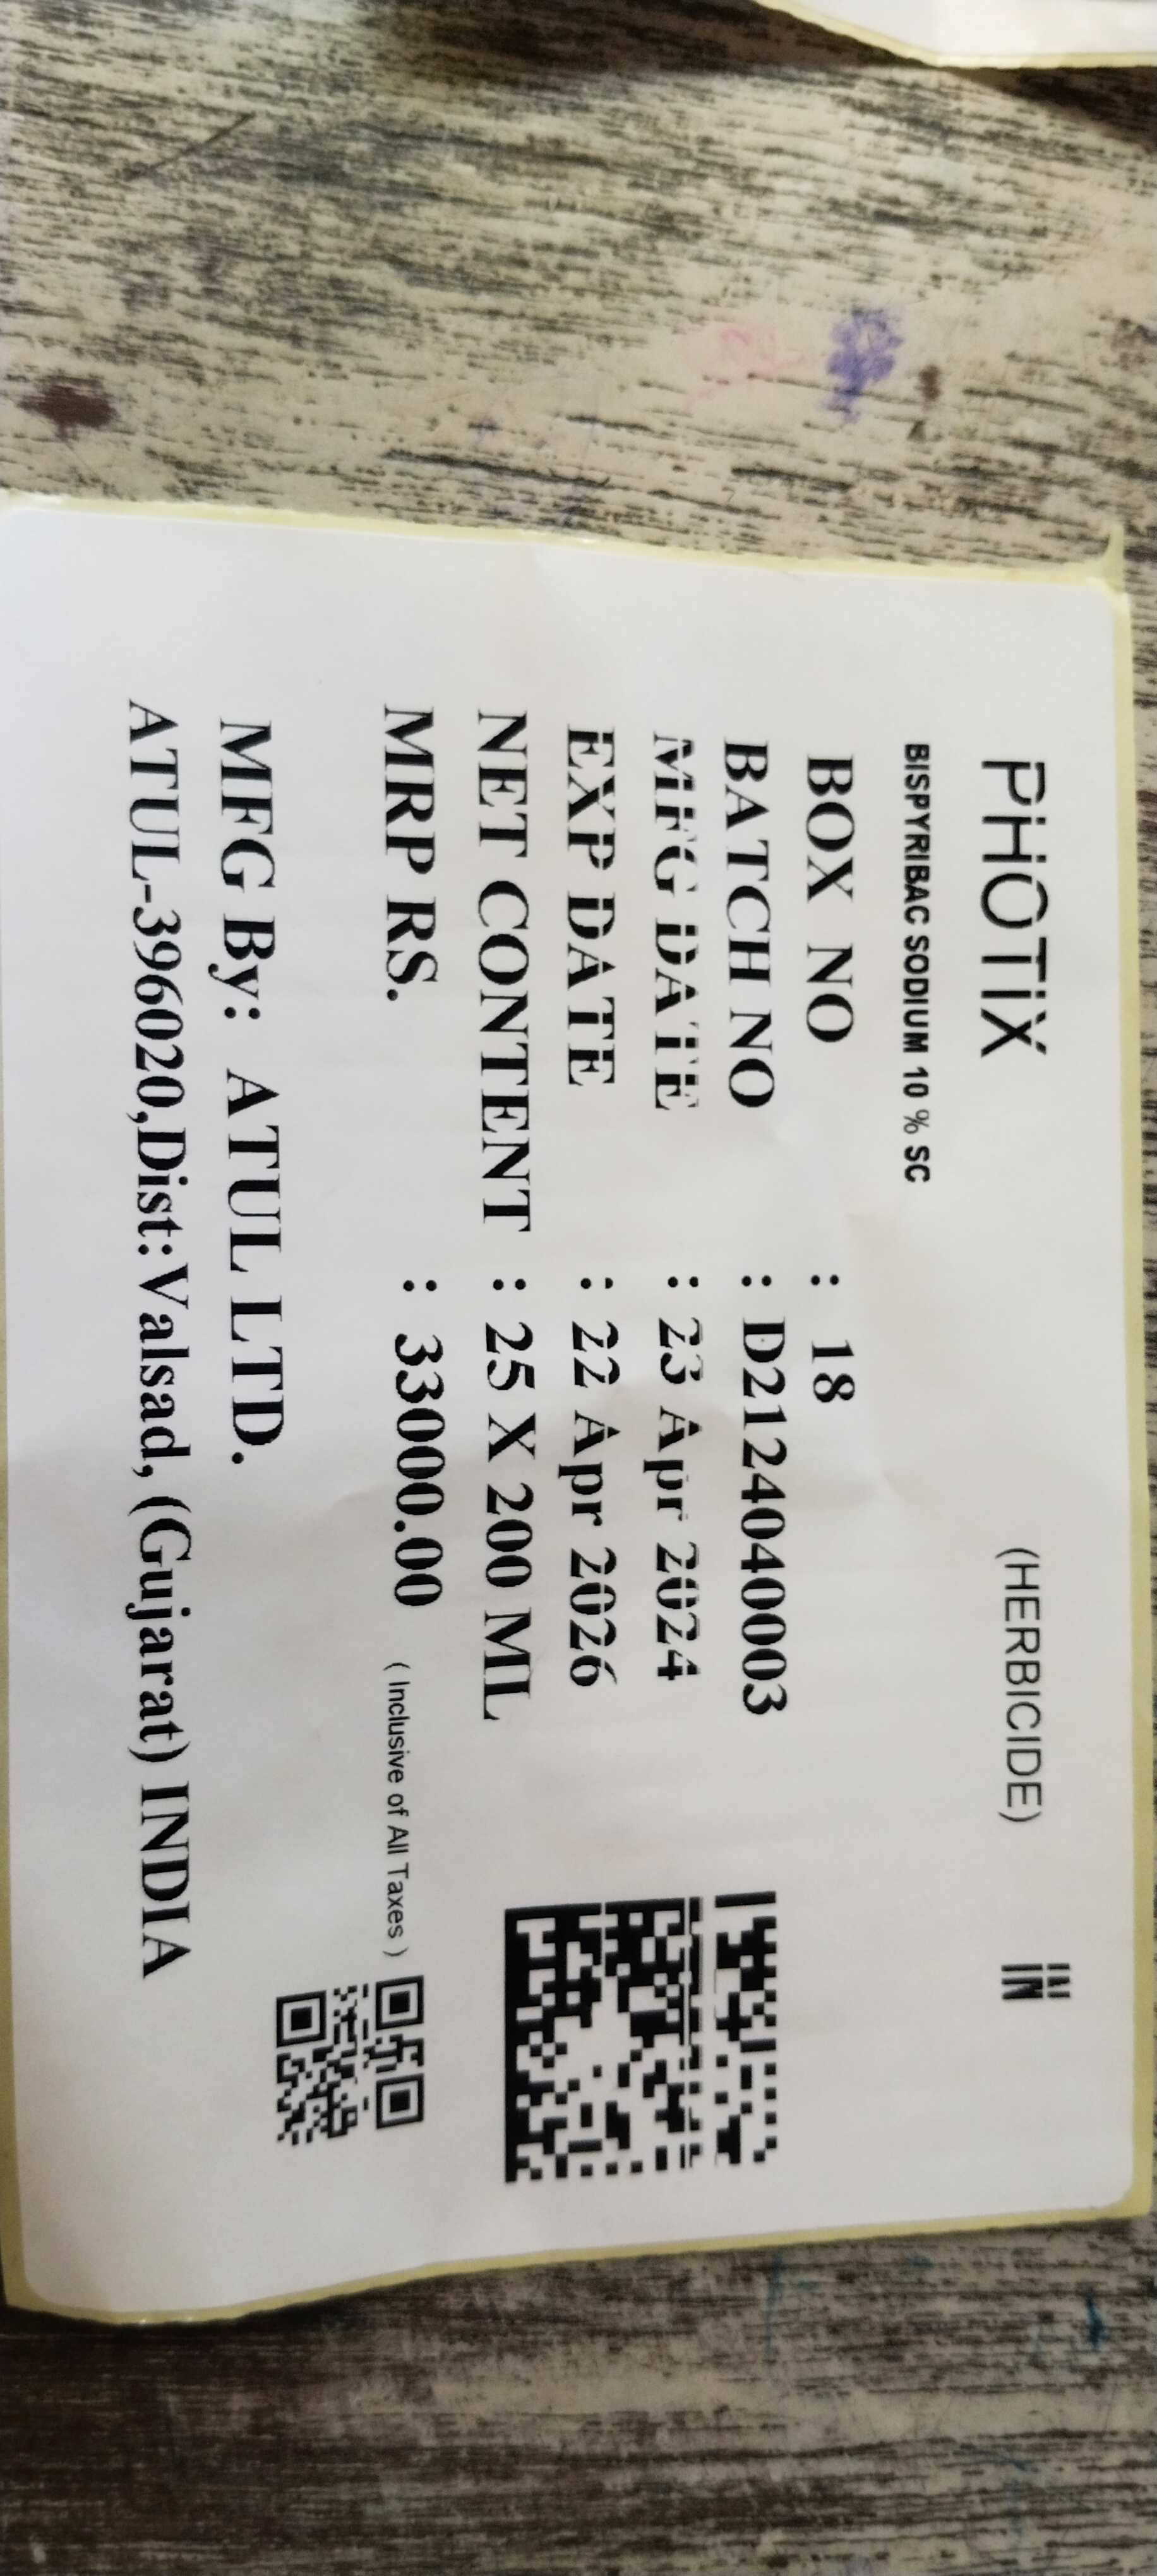 PHOTIX (HERBICIDE) IN
BISPYRIBAC SODIUM 10 % SC
BOX NO : 18
BATCH NO : D2124040003
MFG DATE : 23 Apr 2024
EXP DATE : 22 Apr 2026
NET CONTENT : 25 X 200 ML
MRP RS. : 33000.00 ( Inclusive of All Taxes )
MFG By: ATUL LTD.
ATUL-396020,Dist:Valsad, (Gujarat) INDIA